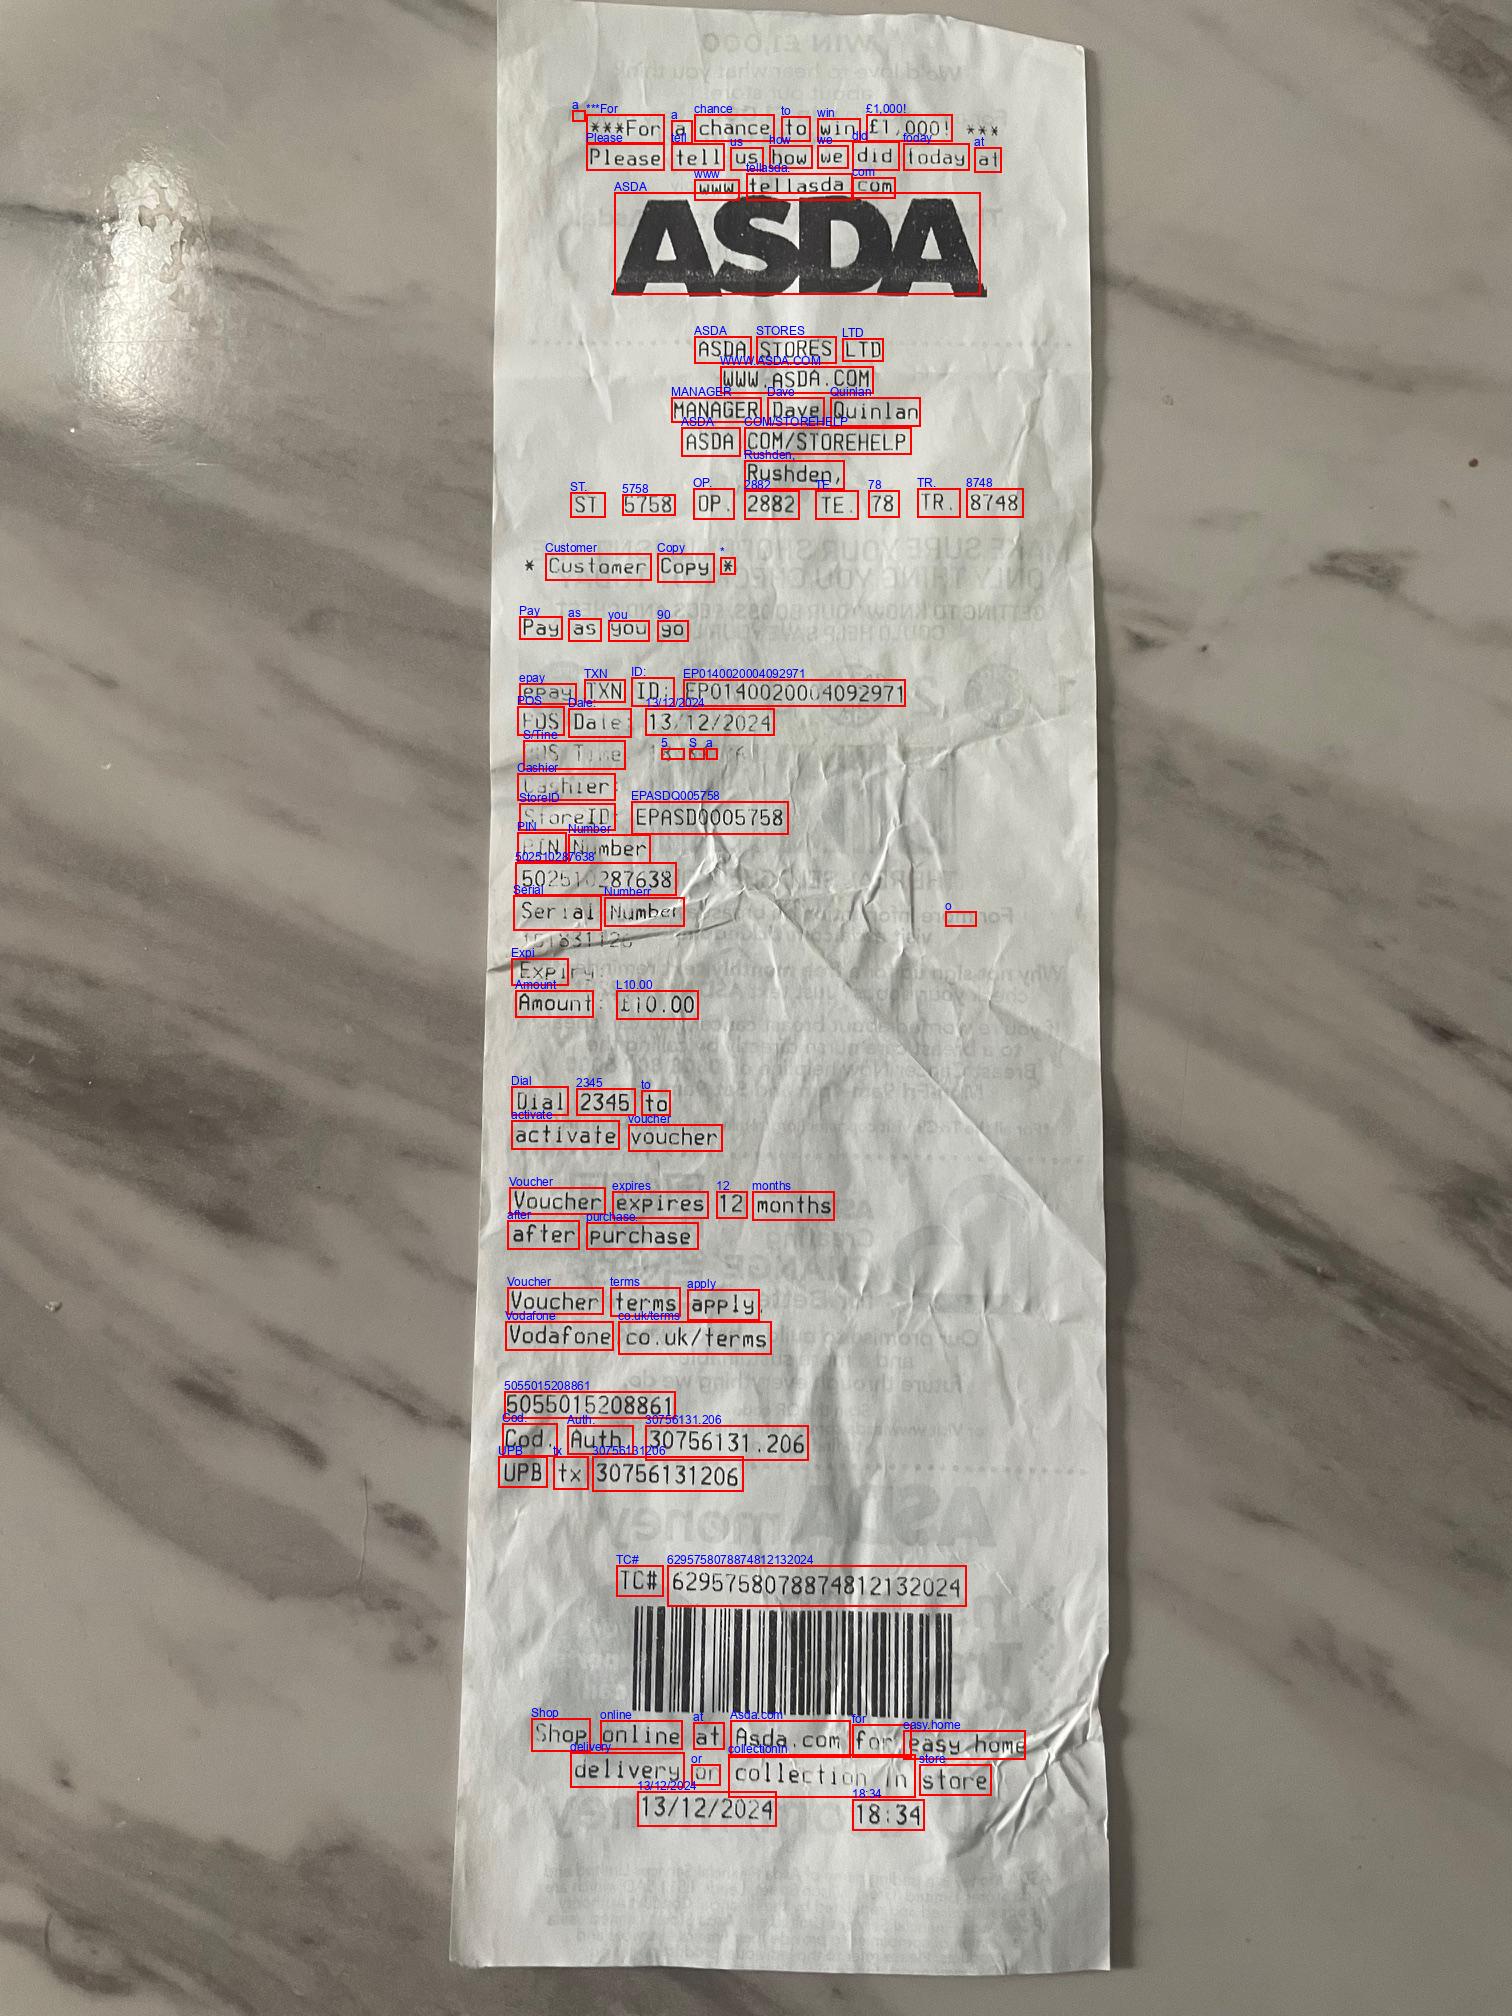 ***For a chance to win £1,000! ***
Please tell us how we did today at
www.tellasda.com
ASDA
ASDA STORES LTD
WWW.ASDA.COM
MANAGER Dave Quinlan
ASDA.COM/STOREHELP
Rushden,
ST. 5758 OP. 2882 TE. 78 TR. 8748
* Customer Copy *
Pay as you go
epay TXN ID: EP0140020004092971
POS Date: 13/12/2024
POS Time
Cashier:
StoreID: EPASD0005758
PIN Number
502510287638
Serial Number
Expiry:
Amount: £10.00
Dial 2345 to
activate voucher
Voucher expires 12 months
after purchase
Voucher terms apply.
Vodafone.co.uk/terms
5055015208861
Cod. Auth. 30756131.206
UPB tx 30756131206
TC# 6295758078874812132024
Shop online at Asda.com for easy home
delivery or collection in store
13/12/2024 18:34